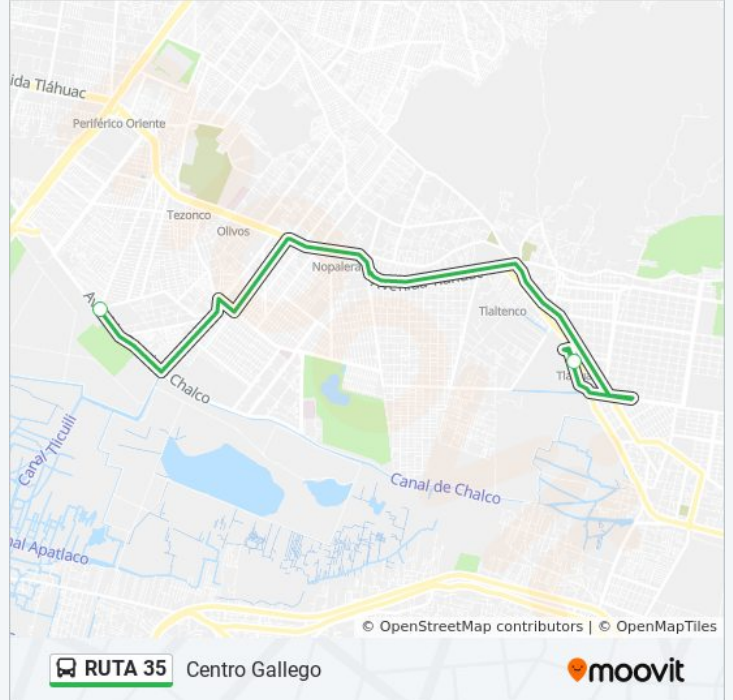 ida Tláhuac
Periférico Oriente
Tezonco
Olivos
Nopalera
Tlaltenco
Av
Chalco
Canal Tlicuili
Canal de Chalco
nal Apatlaco
© OpenStreetMap contributors | © OpenMapTiles
RUTA 35
Centro Gallego
moovit